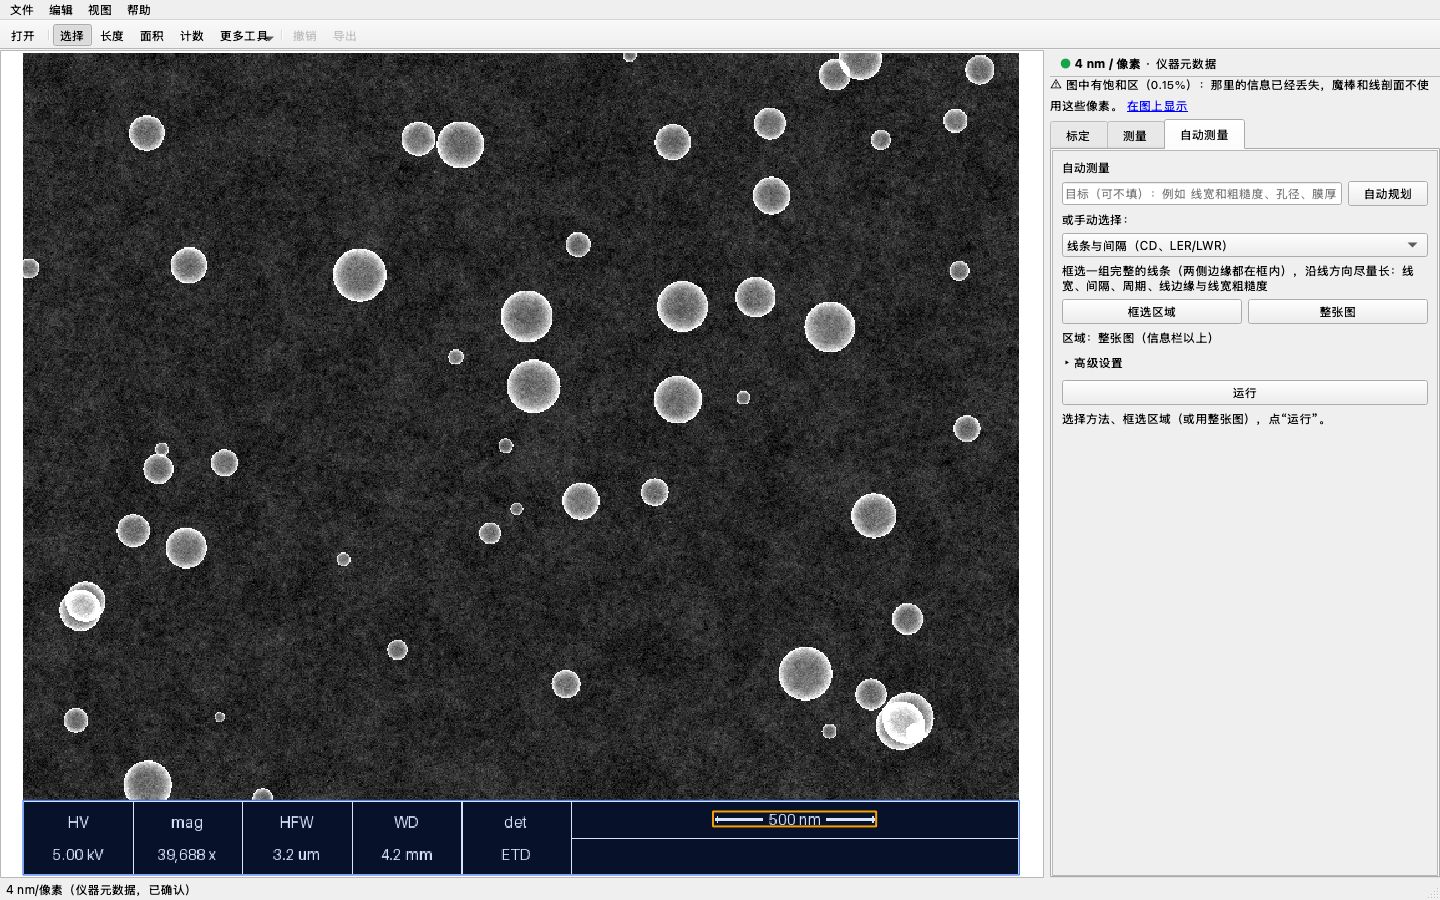 文件 编辑 视图 帮助
打开 选择 长度 面积 计数 更多工具 撤销 导出
4 nm / 像素 · 仪器元数据
⚠ 图中有饱和区（0.15%）：那里的信息已经丢失，魔棒和线剖面不使
用这些像素。 在图上显示
标定 测量 自动测量
自动测量
目标（可不填）：例如 线宽和粗糙度、孔径、膜厚 自动规划
或手动选择：
线条与间隔（CD、LER/LWR）
框选一组完整的线条（两侧边缘都在框内），沿线方向尽量长：线
宽、间隔、周期、线边缘与线宽粗糙度
框选区域 整张图
区域：整张图（信息栏以上）
高级设置
运行
选择方法、框选区域（或用整张图），点“运行”。
HV mag HFW WD det 500 nm
5.00 kV 39,688 x 3.2 um 4.2 mm ETD
4 nm/像素（仪器元数据，已确认）